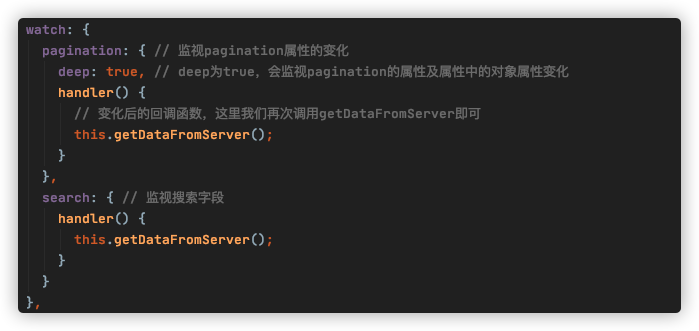 watch: {
pagination: { // 监视pagination属性的变化
deep: true, // deep为true，会监视pagination的属性及属性中的对象属性变化
handler() {
// 变化后的回调函数，这里我们再次调用getDataFromServer即可
this.getDataFromServer();
}
},
search: { // 监视搜索字段
handler() {
this.getDataFromServer();
}
}
},